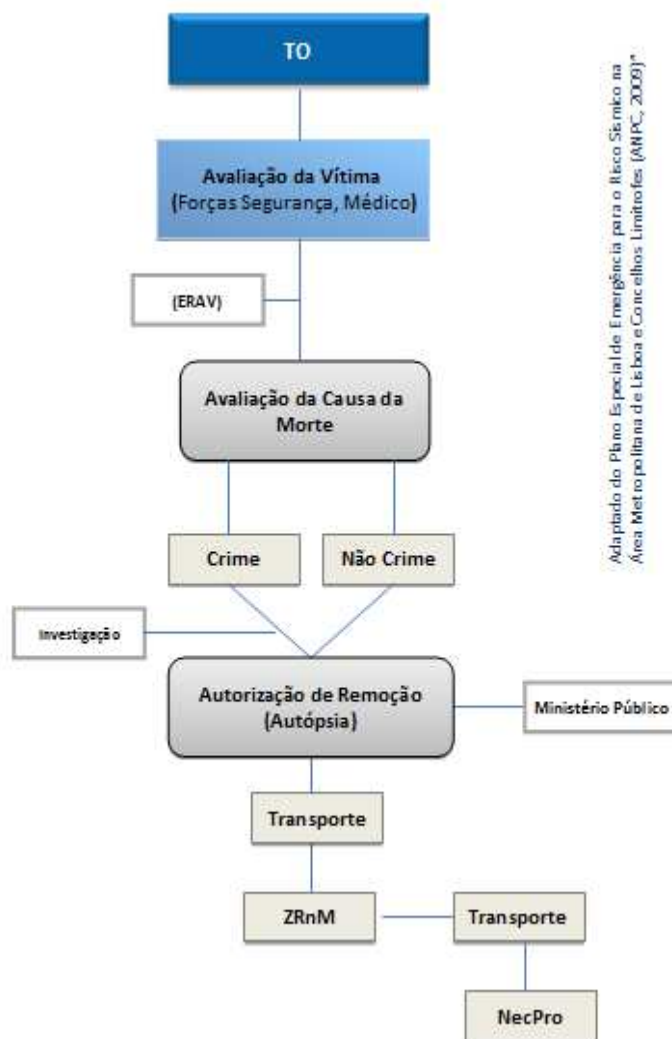 TO
Avaliação da Vítima
(Forças Segurança, Médico)
(ERAV)
Avaliação da Causa da
Morte
Crime
Não Crime
Investigação
Autorização de Remoção
(Autópsia)
Ministério Público
Transporte
ZRnM
Transporte
NecPro
Adaptado do Plano Especial de Emergência para o Risco Sísmico na
Área Metropolitana de Lisboa e Concelhos Limítrofes (ANPC, 2009)"